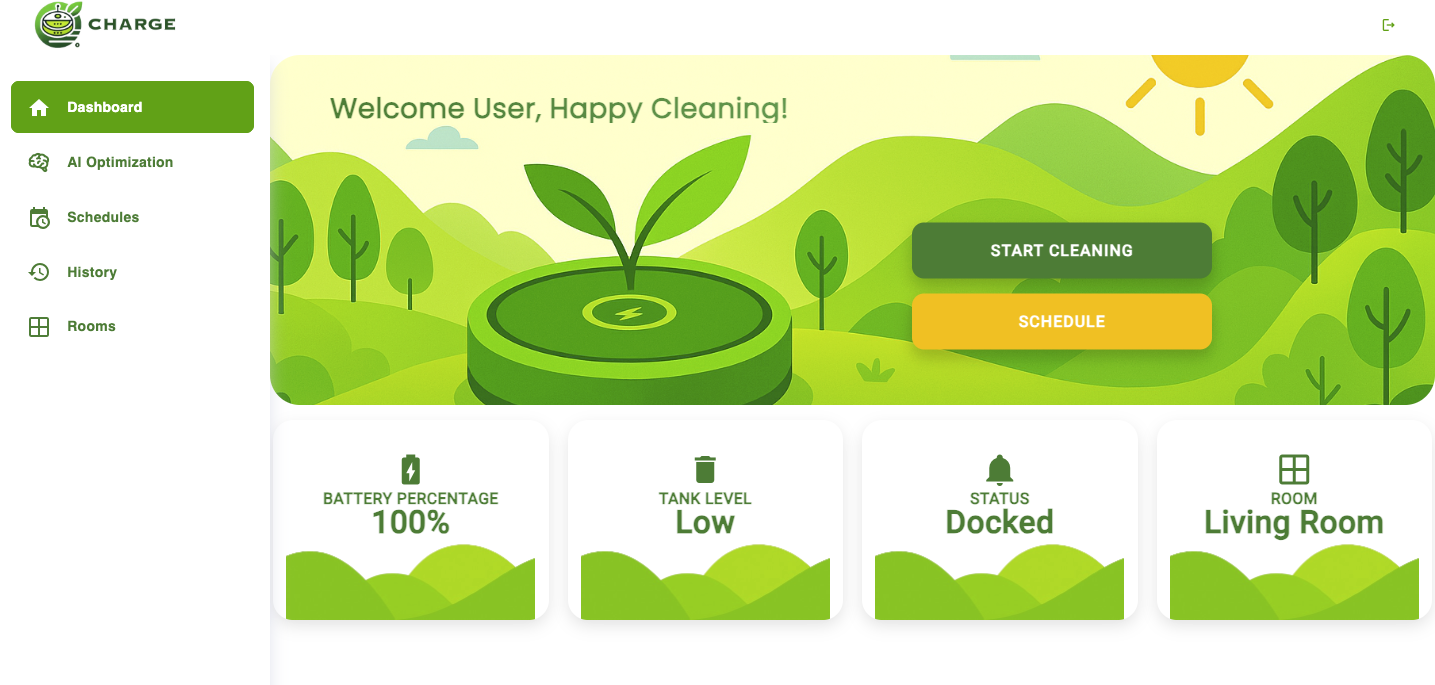 CHARGE
Dashboard
AI Optimization
Schedules
History
Rooms
Welcome User, Happy Cleaning!
START CLEANING
SCHEDULE
BATTERY PERCENTAGE
100%
TANK LEVEL
Low
STATUS
Docked
ROOM
Living Room